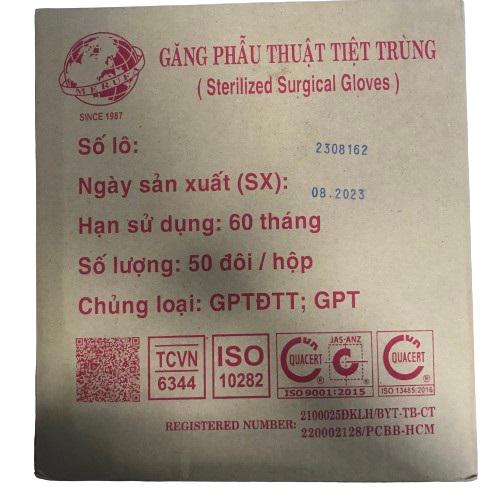 GĂNG PHẪU THUẬT TIỆT TRÙNG
( Sterilized Surgical Gloves )
MERUFA
SINCE 1987
Số lô: 2308162
Ngày sản xuất (SX): 08.2023
Hạn sử dụng: 60 tháng
Số lượng: 50 đôi / hộp
Chủng loại: GPTĐTT; GPT
TCVN
6344
ISO
10282
QUACERT
JAS-ANZ
ISO 9001:2015
QUACERT
ISO 13485:2016
REGISTERED NUMBER: 2100025ĐKLH/BYT-TB-CT
220002128/PCBB-HCM